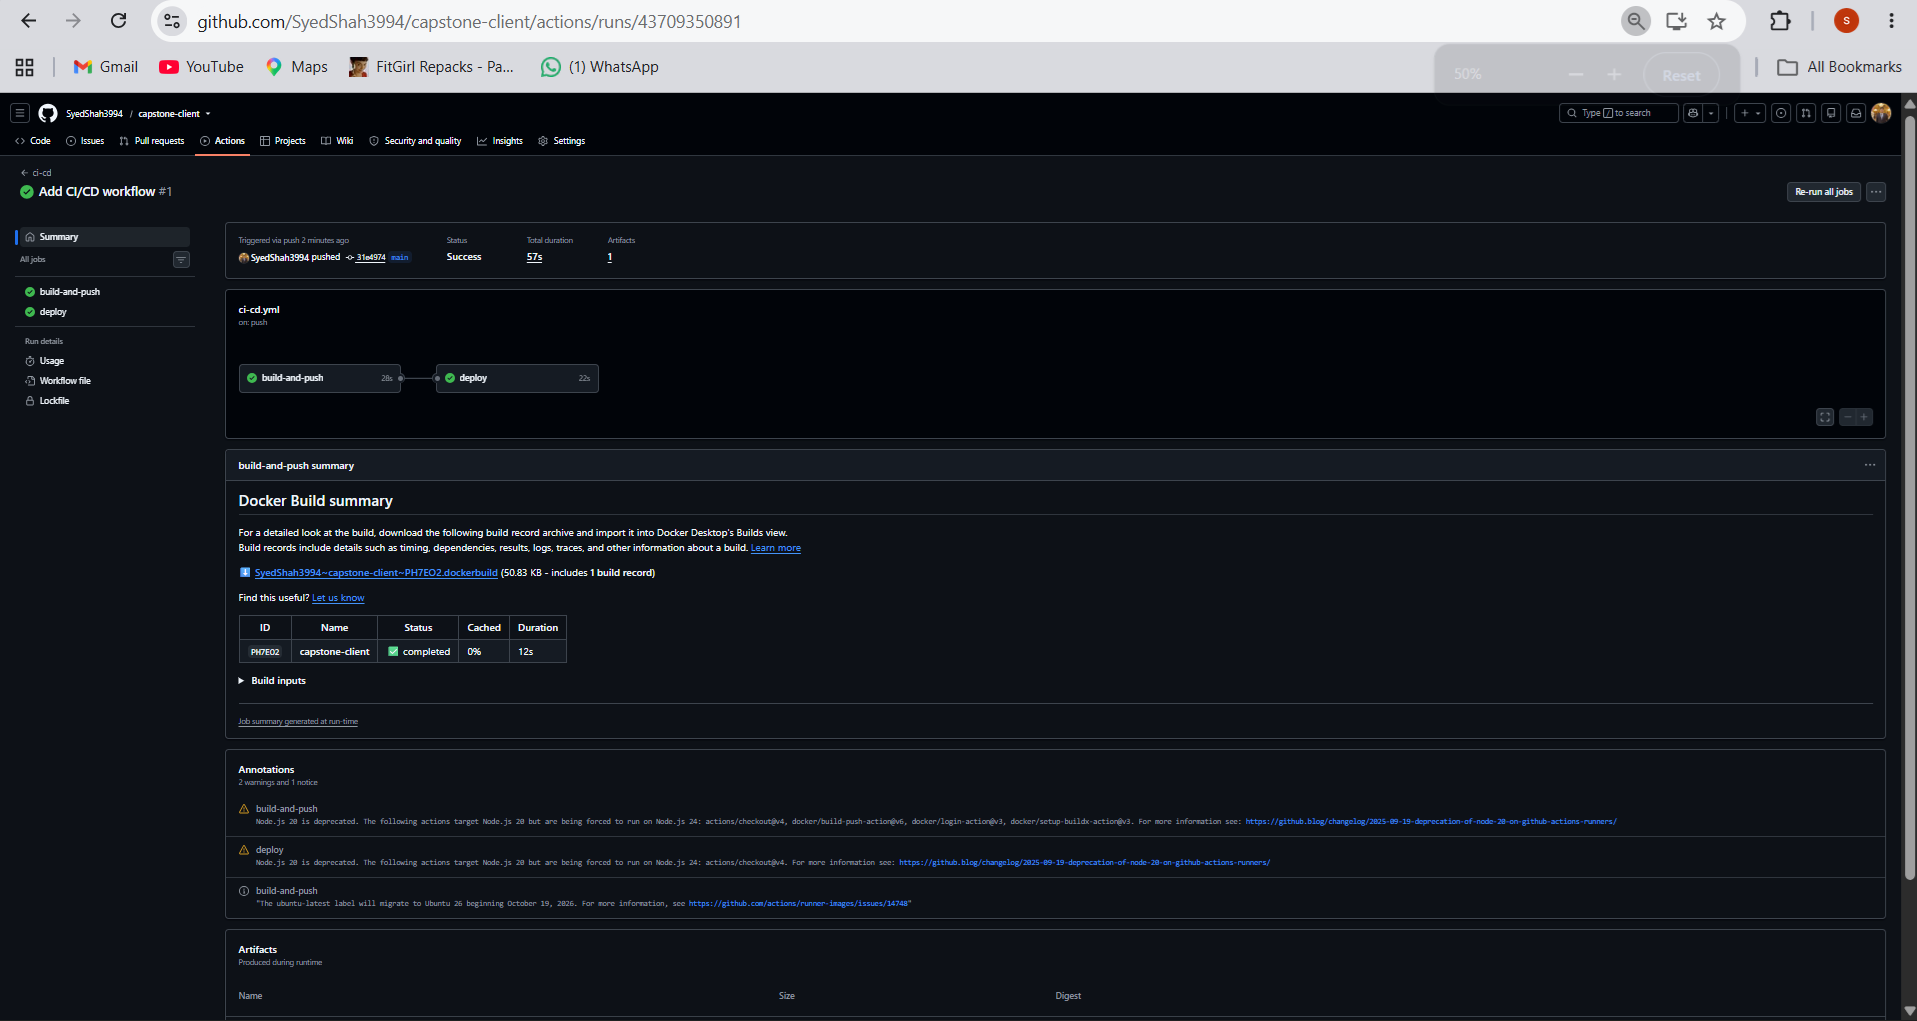 github.com/SyedShah3994/capstone-client/actions/runs/43709350891
S
Gmail
YouTube
Maps
FitGirl Repacks - Pa...
(1) WhatsApp
50%
Reset
All Bookmarks
SyedShah3994 / capstone-client
Type / to search
Code
Issues
Pull requests
Actions
Projects
Wiki
Security and quality
Insights
Settings
ci-cd
Add CI/CD workflow #1
Re-run all jobs
Summary
All jobs
build-and-push
deploy
Run details
Usage
Workflow file
Lockfile
Triggered via push 2 minutes ago
SyedShah3994 pushed 31e4974 main
Status
Success
Total duration
57s
Artifacts
1
ci-cd.yml
on: push
build-and-push 28s
deploy 22s
build-and-push summary
Docker Build summary
For a detailed look at the build, download the following build record archive and import it into Docker Desktop's Builds view.
Build records include details such as timing, dependencies, results, logs, traces, and other information about a build. Learn more
SyedShah3994~capstone-client~PH7EO2.dockerbuild (50.83 KB - includes 1 build record)
Find this useful? Let us know
ID Name Status Cached Duration
PH7EO2 capstone-client completed 0% 12s
Build inputs
Job summary generated at run-time
Annotations
2 warnings and 1 notice
build-and-push
Node.js 20 is deprecated. The following actions target Node.js 20 but are being forced to run on Node.js 24: actions/checkout@v4, docker/build-push-action@v6, docker/login-action@v3, docker/setup-buildx-action@v3. For more information see: https://github.blog/changelog/2025-09-19-deprecation-of-node-20-on-github-actions-runners/
deploy
Node.js 20 is deprecated. The following actions target Node.js 20 but are being forced to run on Node.js 24: actions/checkout@v4. For more information see: https://github.blog/changelog/2025-09-19-deprecation-of-node-20-on-github-actions-runners/
build-and-push
"The ubuntu-latest label will migrate to Ubuntu 26 beginning October 19, 2026. For more information, see https://github.com/actions/runner-images/issues/14748"
Artifacts
Produced during runtime
Name Size Digest